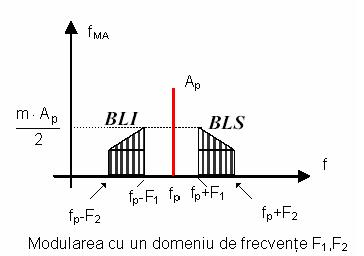 f_MA
A_p
m · A_p
2
BLI
BLS
f
f_p-F_1
f_p
f_p+F_1
f_p-F_2
f_p+F_2
Modularea cu un domeniu de frecvențe F_1,F_2